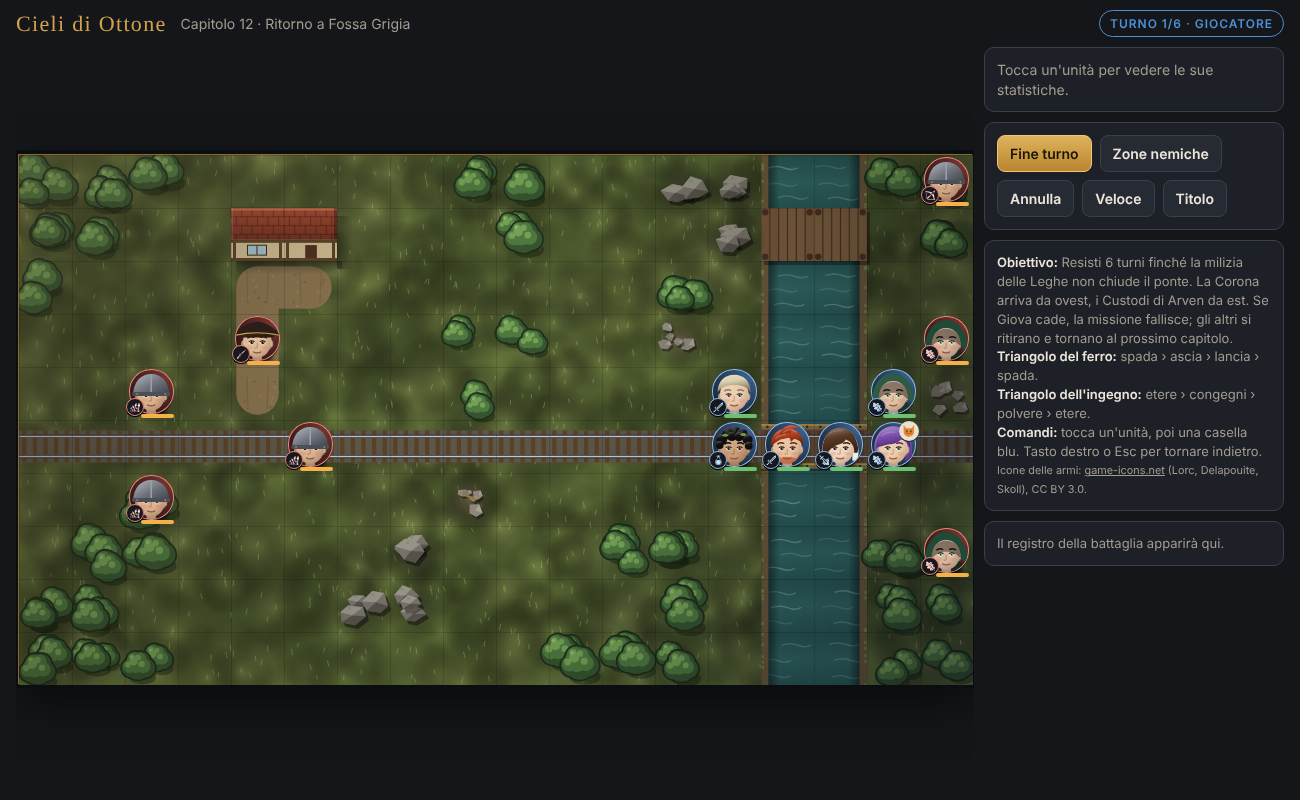 Cieli di Ottone
Capitolo 12 · Ritorno a Fossa Grigia
TURNO 1/6 · GIOCATORE
Tocca un'unità per vedere le sue
statistiche.
Fine turno
Zone nemiche
Annulla
Veloce
Titolo
Obiettivo: Resisti 6 turni finché la milizia
delle Leghe non chiude il ponte. La Corona
arriva da ovest, i Custodi di Arven da est. Se
Giova cade, la missione fallisce; gli altri si
ritirano e tornano al prossimo capitolo.
Triangolo del ferro: spada › ascia › lancia ›
spada.
Triangolo dell'ingegno: etere › congegni ›
polvere › etere.
Comandi: tocca un'unità, poi una casella
blu. Tasto destro o Esc per tornare indietro.
Icone delle armi: game-icons.net (Lorc, Delapouite,
Skoll), CC BY 3.0.
Il registro della battaglia apparirà qui.